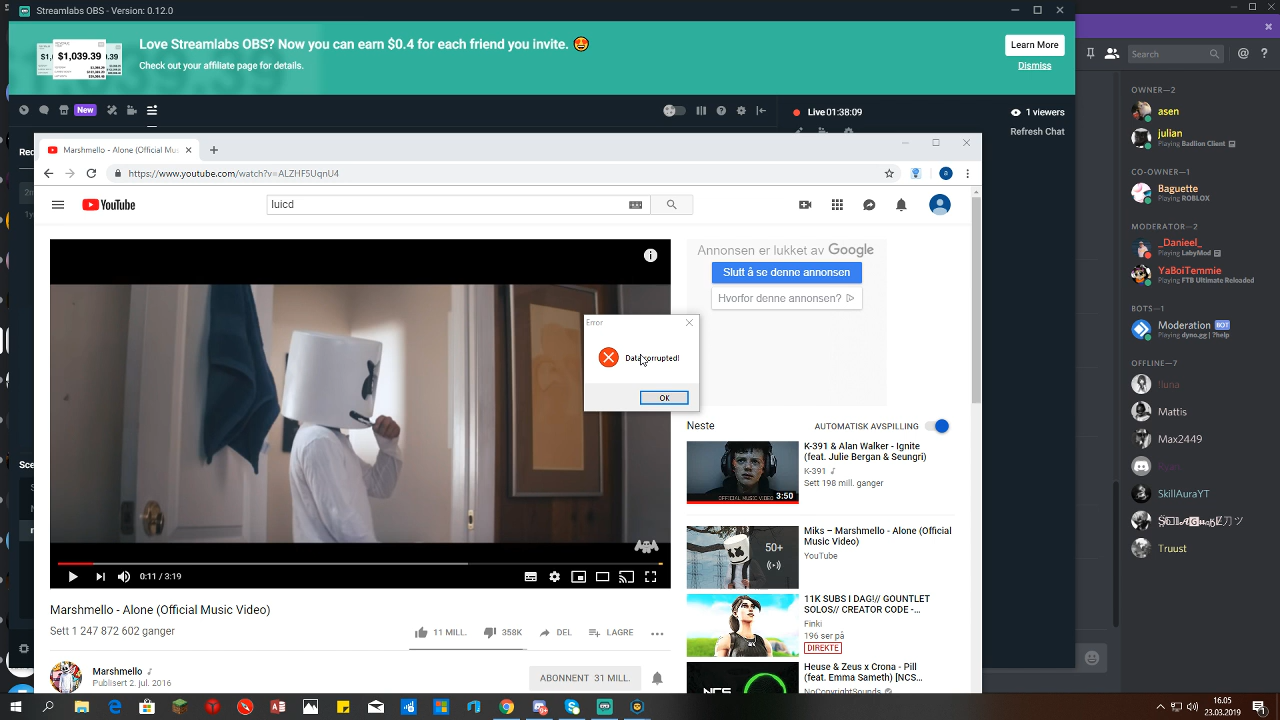 Streamlabs OBS - Version: 0.12.0
$1,039.39
Love Streamlabs OBS? Now you can earn $0.4 for each friend you invite.
Check out your affiliate page for details.
Learn More
Dismiss
New
Live 01:38:09
1 viewers
Refresh Chat
Marshmello - Alone (Official Mus
https://www.youtube.com/watch?v=ALZHF5UqnU4
YouTube
luicd
Annonsen er lukket av Google
Slutt å se denne annonsen
Hvorfor denne annonsen?
Error
Data corrupted!
OK
0:11 / 3:19
Marshmello - Alone (Official Music Video)
Sett 1 247 872 602 ganger
11 MILL.
358K
DEL
LAGRE
Marshmello
Publisert 2. jul. 2016
ABONNENT 31 MILL.
Neste
AUTOMATISK AVSPILLING
K-391 & Alan Walker - Ignite
(feat. Julie Bergan & Seungri)
K-391
Sett 198 mill. ganger
OFFICIAL MUSIC VIDEO
3:50
Miks – Marshmello - Alone (Official
Music Video)
YouTube
50+
11K SUBS I DAG!// GOUNTLET
SOLOS// CREATOR CODE -...
Finki
196 ser på
DIREKTE
Heuse & Zeus x Crona - Pill
(feat. Emma Sameth) [NCS...
NoCopyrightSounds
NCS
Search
OWNER—2
asen
julian
Playing Badlion Client
CO-OWNER—1
Baguette
Playing ROBLOX
MODERATOR—2
_Danieel_
Playing LabyMod
YaBoiTemmie
Playing FTB Ultimate Reloaded
BOTS—1
Moderation BOT
Playing dyno.gg | ?help
OFFLINE—7
!luna
Mattis
Max2449
SkillAuraYT
Truust
16.05
23.03.2019